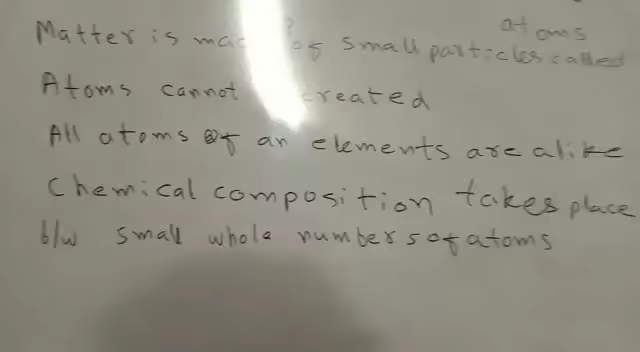 Matter is mad of small particles called atoms
Atoms cannot created
All atoms of an elements are alike
Chemical composition takes place
b/w small whole numbers of atoms